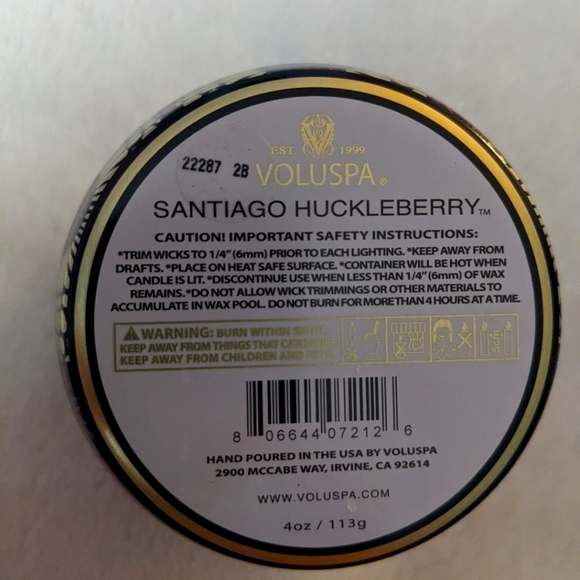 EST. 1999
22287 2B
VOLUSPA®
SANTIAGO HUCKLEBERRY™
CAUTION! IMPORTANT SAFETY INSTRUCTIONS:
*TRIM WICKS TO 1/4" (6mm) PRIOR TO EACH LIGHTING. *KEEP AWAY FROM
DRAFTS. *PLACE ON HEAT SAFE SURFACE. *CONTAINER WILL BE HOT WHEN
CANDLE IS LIT. *DISCONTINUE USE WHEN LESS THAN 1/4" (6mm) OF WAX
REMAINS. *DO NOT ALLOW WICK TRIMMINGS OR OTHER MATERIALS TO
ACCUMULATE IN WAX POOL. DO NOT BURN FOR MORE THAN 4 HOURS AT A TIME.
WARNING: BURN WITHIN SIGHT.
KEEP AWAY FROM THINGS THAT CATCH FIRE.
KEEP AWAY FROM CHILDREN AND PETS.
5cm
8 06644 07212 6
HAND POURED IN THE USA BY VOLUSPA
2900 MCCABE WAY, IRVINE, CA 92614
WWW.VOLUSPA.COM
4oz / 113g